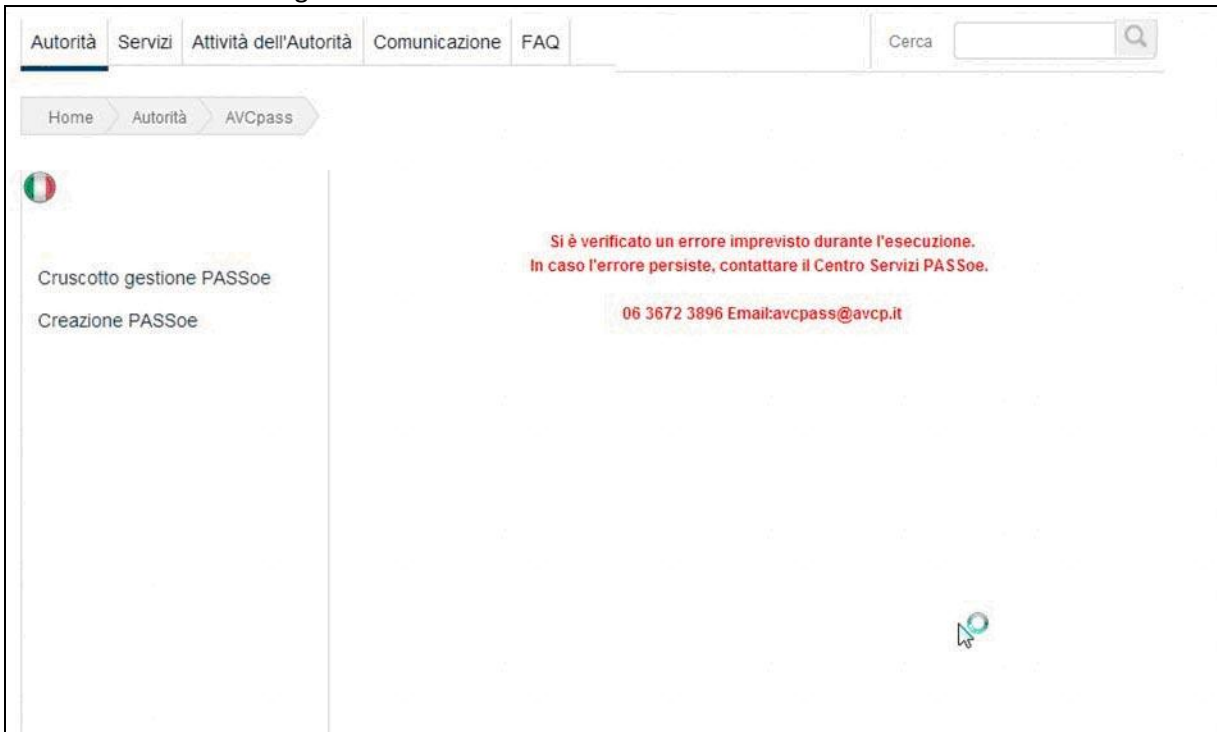 Autorità Servizi Attività dell'Autorità Comunicazione FAQ Cerca
Home Autorità AVCpass
Si è verificato un errore imprevisto durante l'esecuzione.
In caso l'errore persiste, contattare il Centro Servizi PASSoe.
Cruscotto gestione PASSoe
06 3672 3896 Email:avcpass@avcp.it
Creazione PASSoe